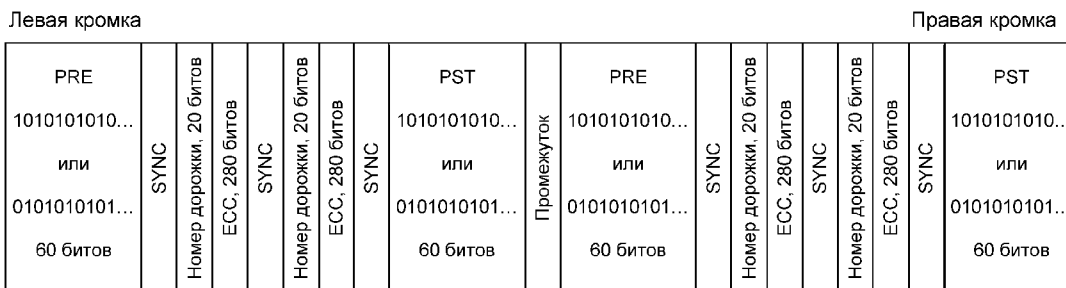 Левая кромка
Правая кромка
PRE
1010101010...
или
0101010101...
60 битов
SYNC
Номер дорожки, 20 битов
ECC, 280 битов
SYNC
Номер дорожки, 20 битов
ECC, 280 битов
SYNC
PST
1010101010...
или
0101010101...
60 битов
Промежуток
PRE
1010101010...
или
0101010101...
60 битов
SYNC
Номер дорожки, 20 битов
ECC, 280 битов
SYNC
Номер дорожки, 20 битов
ECC, 280 битов
SYNC
PST
1010101010...
или
0101010101...
60 битов